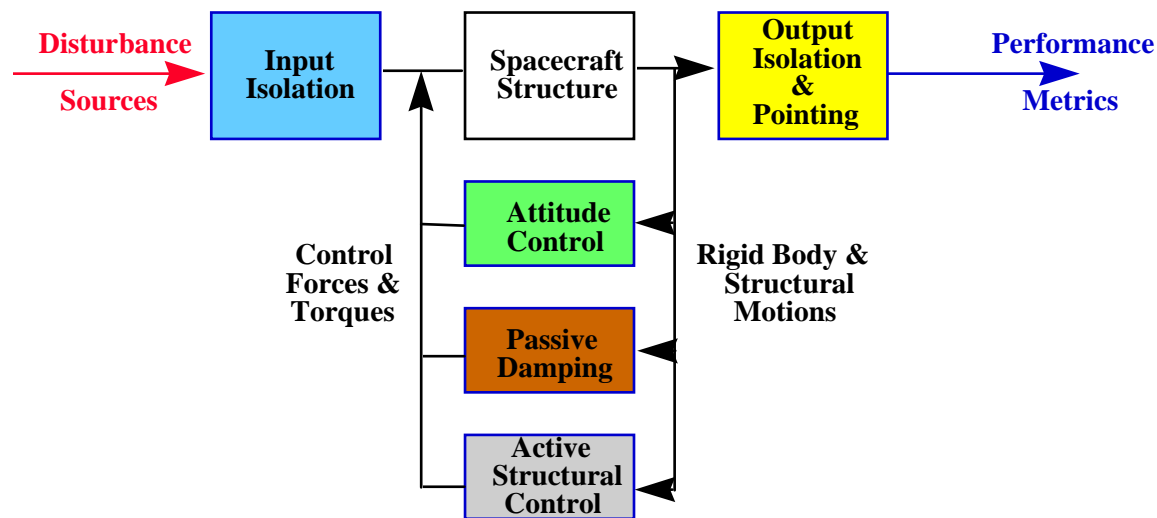 Disturbance
Sources
Input
Isolation
Spacecraft
Structure
Output
Isolation
&
Pointing
Performance
Metrics
Attitude
Control
Control
Forces &
Torques
Rigid Body &
Structural
Motions
Passive
Damping
Active
Structural
Control